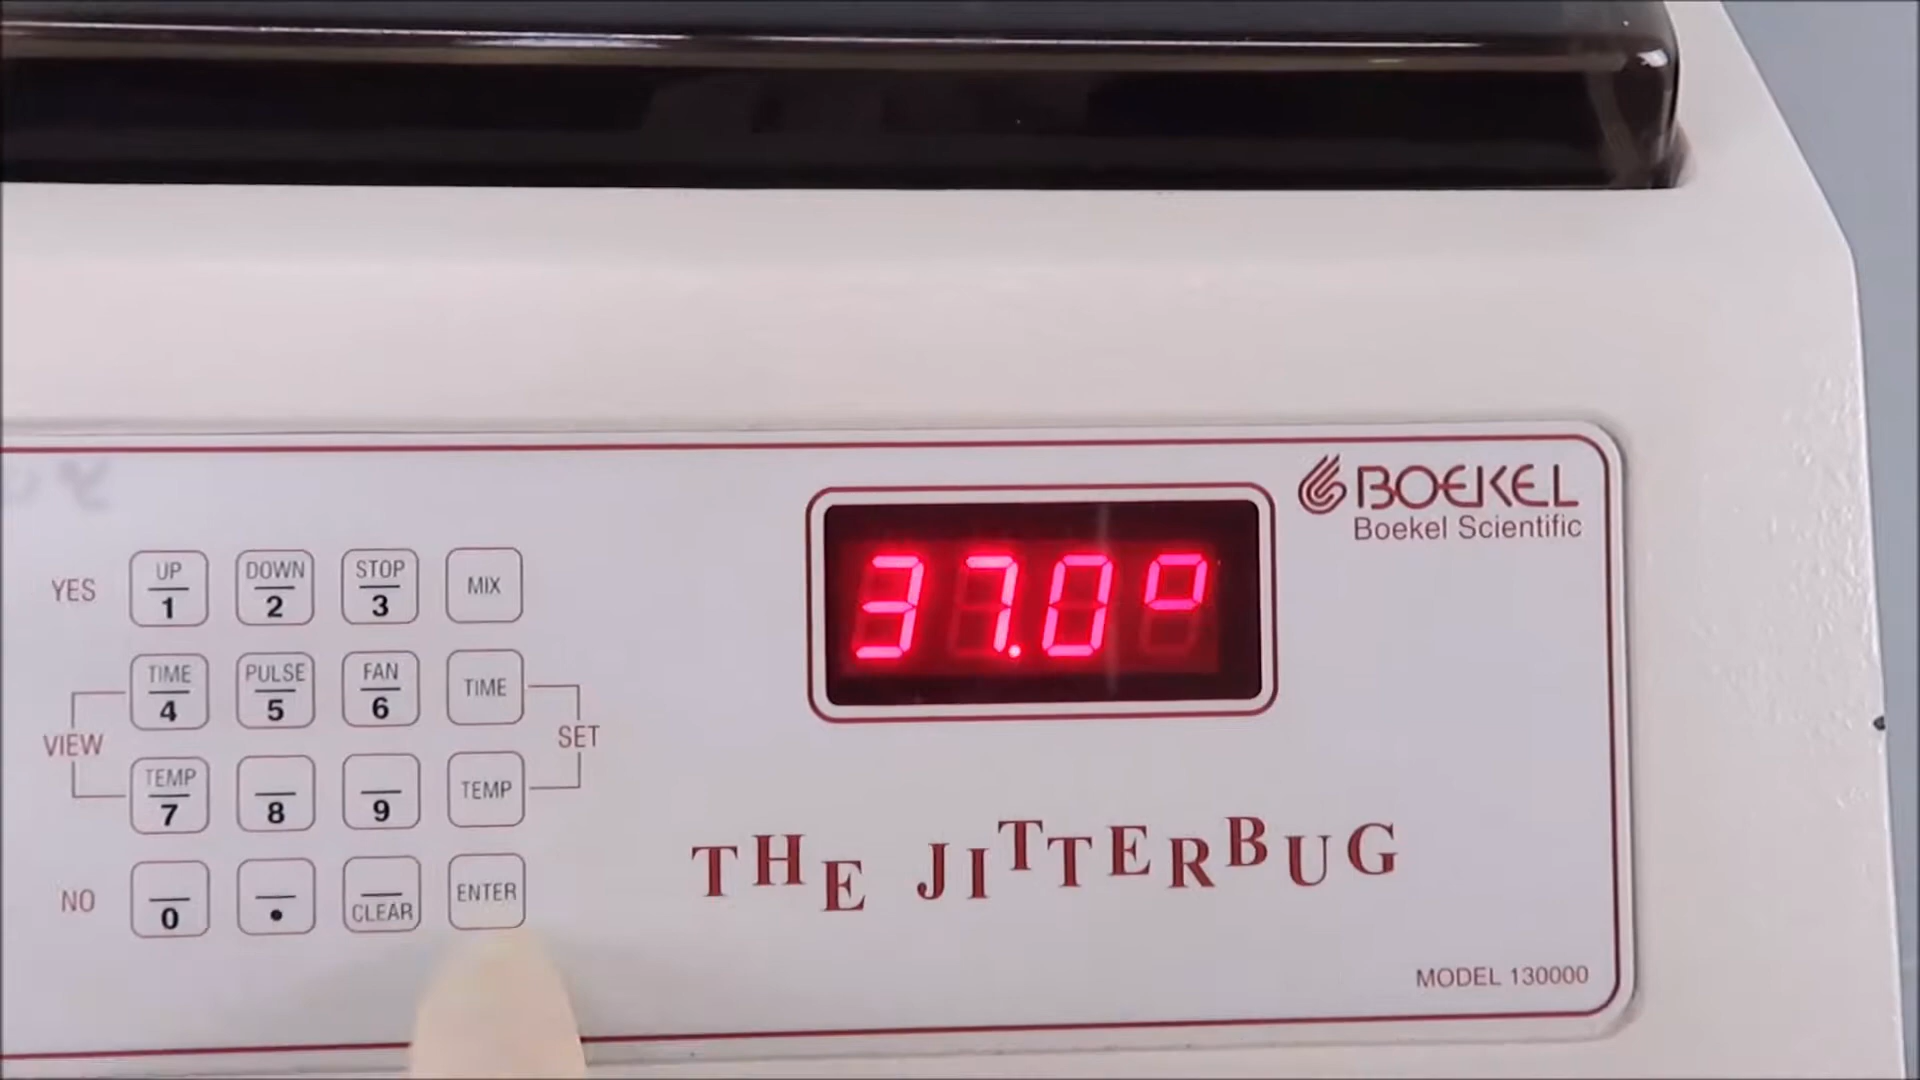 BOEKEL
Boekel Scientific
37.0°
YES
UP
1
DOWN
2
STOP
3
MIX
TIME
4
PULSE
5
FAN
6
TIME
VIEW
SET
TEMP
7
8
9
TEMP
NO
0
.
CLEAR
ENTER
THE JITTERBUG
MODEL 130000